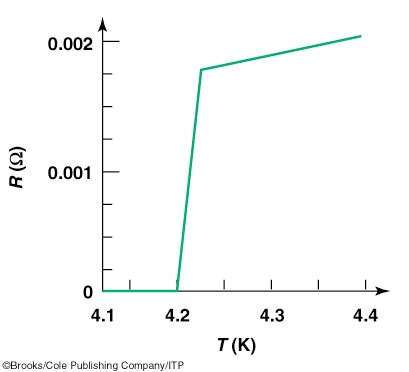 0.002
0.001
R (Ω)
0
4.1 4.2 4.3 4.4
T (K)
©Brooks/Cole Publishing Company/ITP